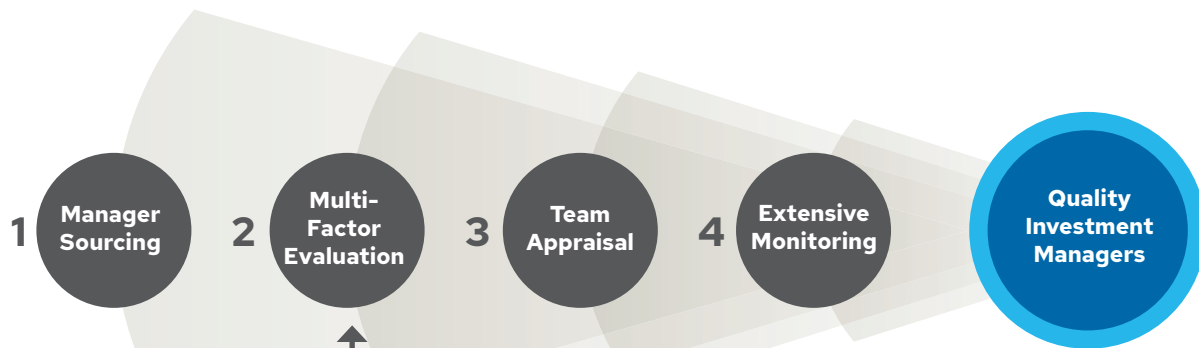 1
Manager
Sourcing
2
Multi-
Factor
Evaluation
3
Team
Appraisal
4
Extensive
Monitoring
Quality
Investment
Managers